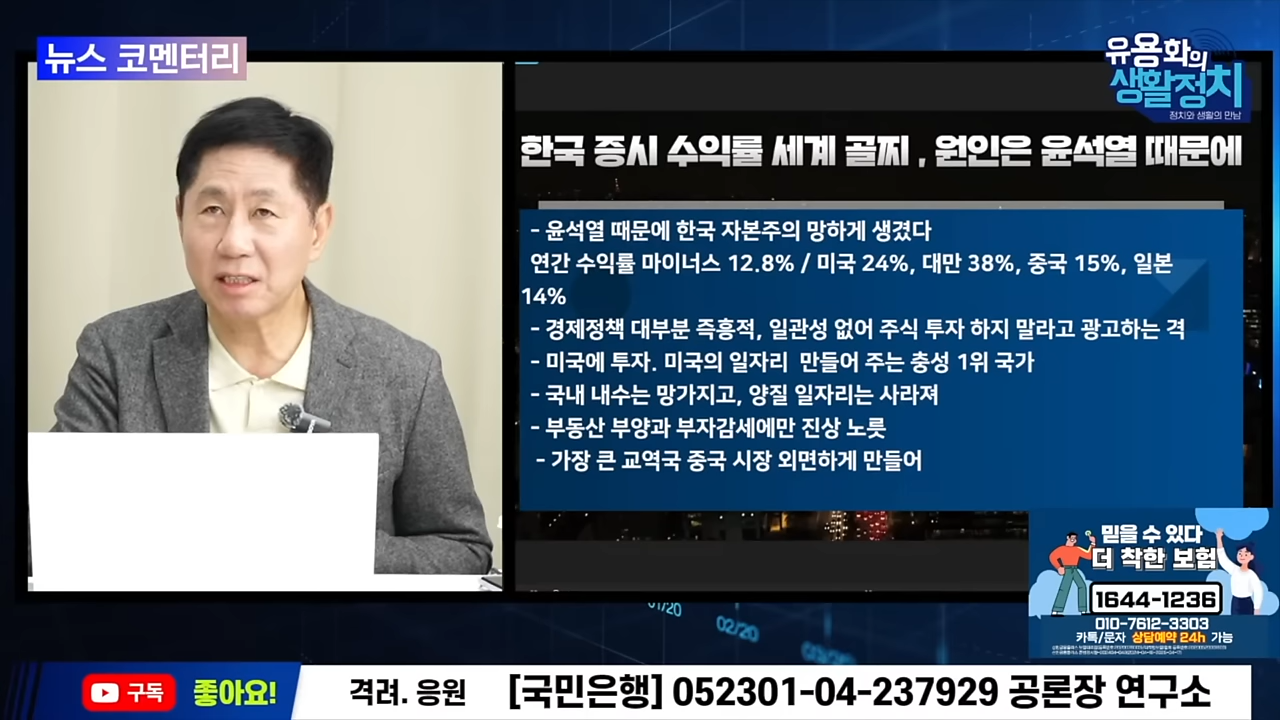 뉴스 코멘터리
유용화의
생활정치
정치와 생활의 만남
한국 증시 수익률 세계 꼴찌 , 원인은 윤석열 때문에
- 윤석열 때문에 한국 자본주의 망하게 생겼다
연간 수익률 마이너스 12.8% / 미국 24%, 대만 38%, 중국 15%, 일본
14%
- 경제정책 대부분 즉흥적, 일관성 없어 주식 투자 하지 말라고 광고하는 격
- 미국에 투자. 미국의 일자리 만들어 주는 충성 1위 국가
- 국내 내수는 망가지고, 양질 일자리는 사라져
- 부동산 부양과 부자감세에만 진상 노릇
- 가장 큰 교역국 중국 시장 외면하게 만들어
믿을 수 있다
더 착한 보험
1644-1236
010-7612-3303
카톡/문자 상담예약 24h 가능
01/20
02/20
구독
좋아요!
격려. 응원 [국민은행] 052301-04-237929 공론장 연구소